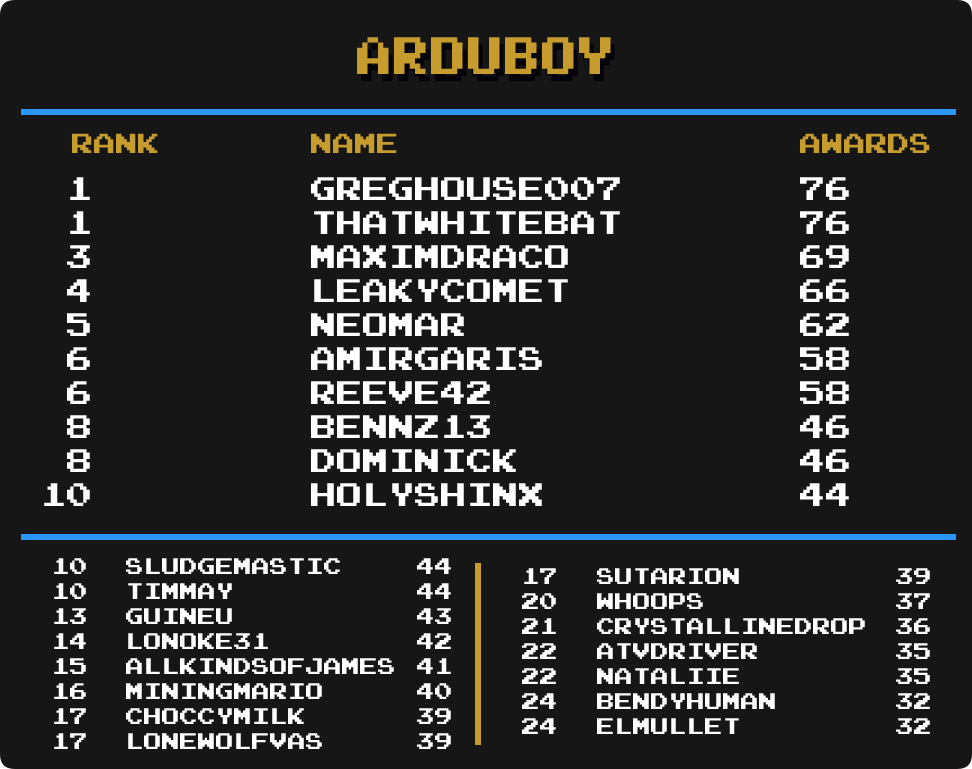 ARDUBOY
RANK NAME AWARDS
1 GREGHOUSE007 76
1 THATWHITEBAT 76
3 MAXIMDRACO 69
4 LEAKYCOMET 66
5 NEOMAR 62
6 AMIRGARIS 58
6 REEVE42 58
8 BENNZ13 46
8 DOMINICK 46
10 HOLYSHINX 44
10 SLUDGEMASTIC 44
10 TIMMAY 44
13 GUINEU 43
14 LONOKE31 42
15 ALLKINDSOFJAMES 41
16 MININGMARIO 40
17 CHOCCYMILK 39
17 LONEWOLFVAS 39
17 SUTARION 39
20 WHOOPS 37
21 CRYSTALLINEDROP 36
22 ATVDRIVER 35
22 NATALIIE 35
24 BENDYHUMAN 32
24 ELMULLET 32